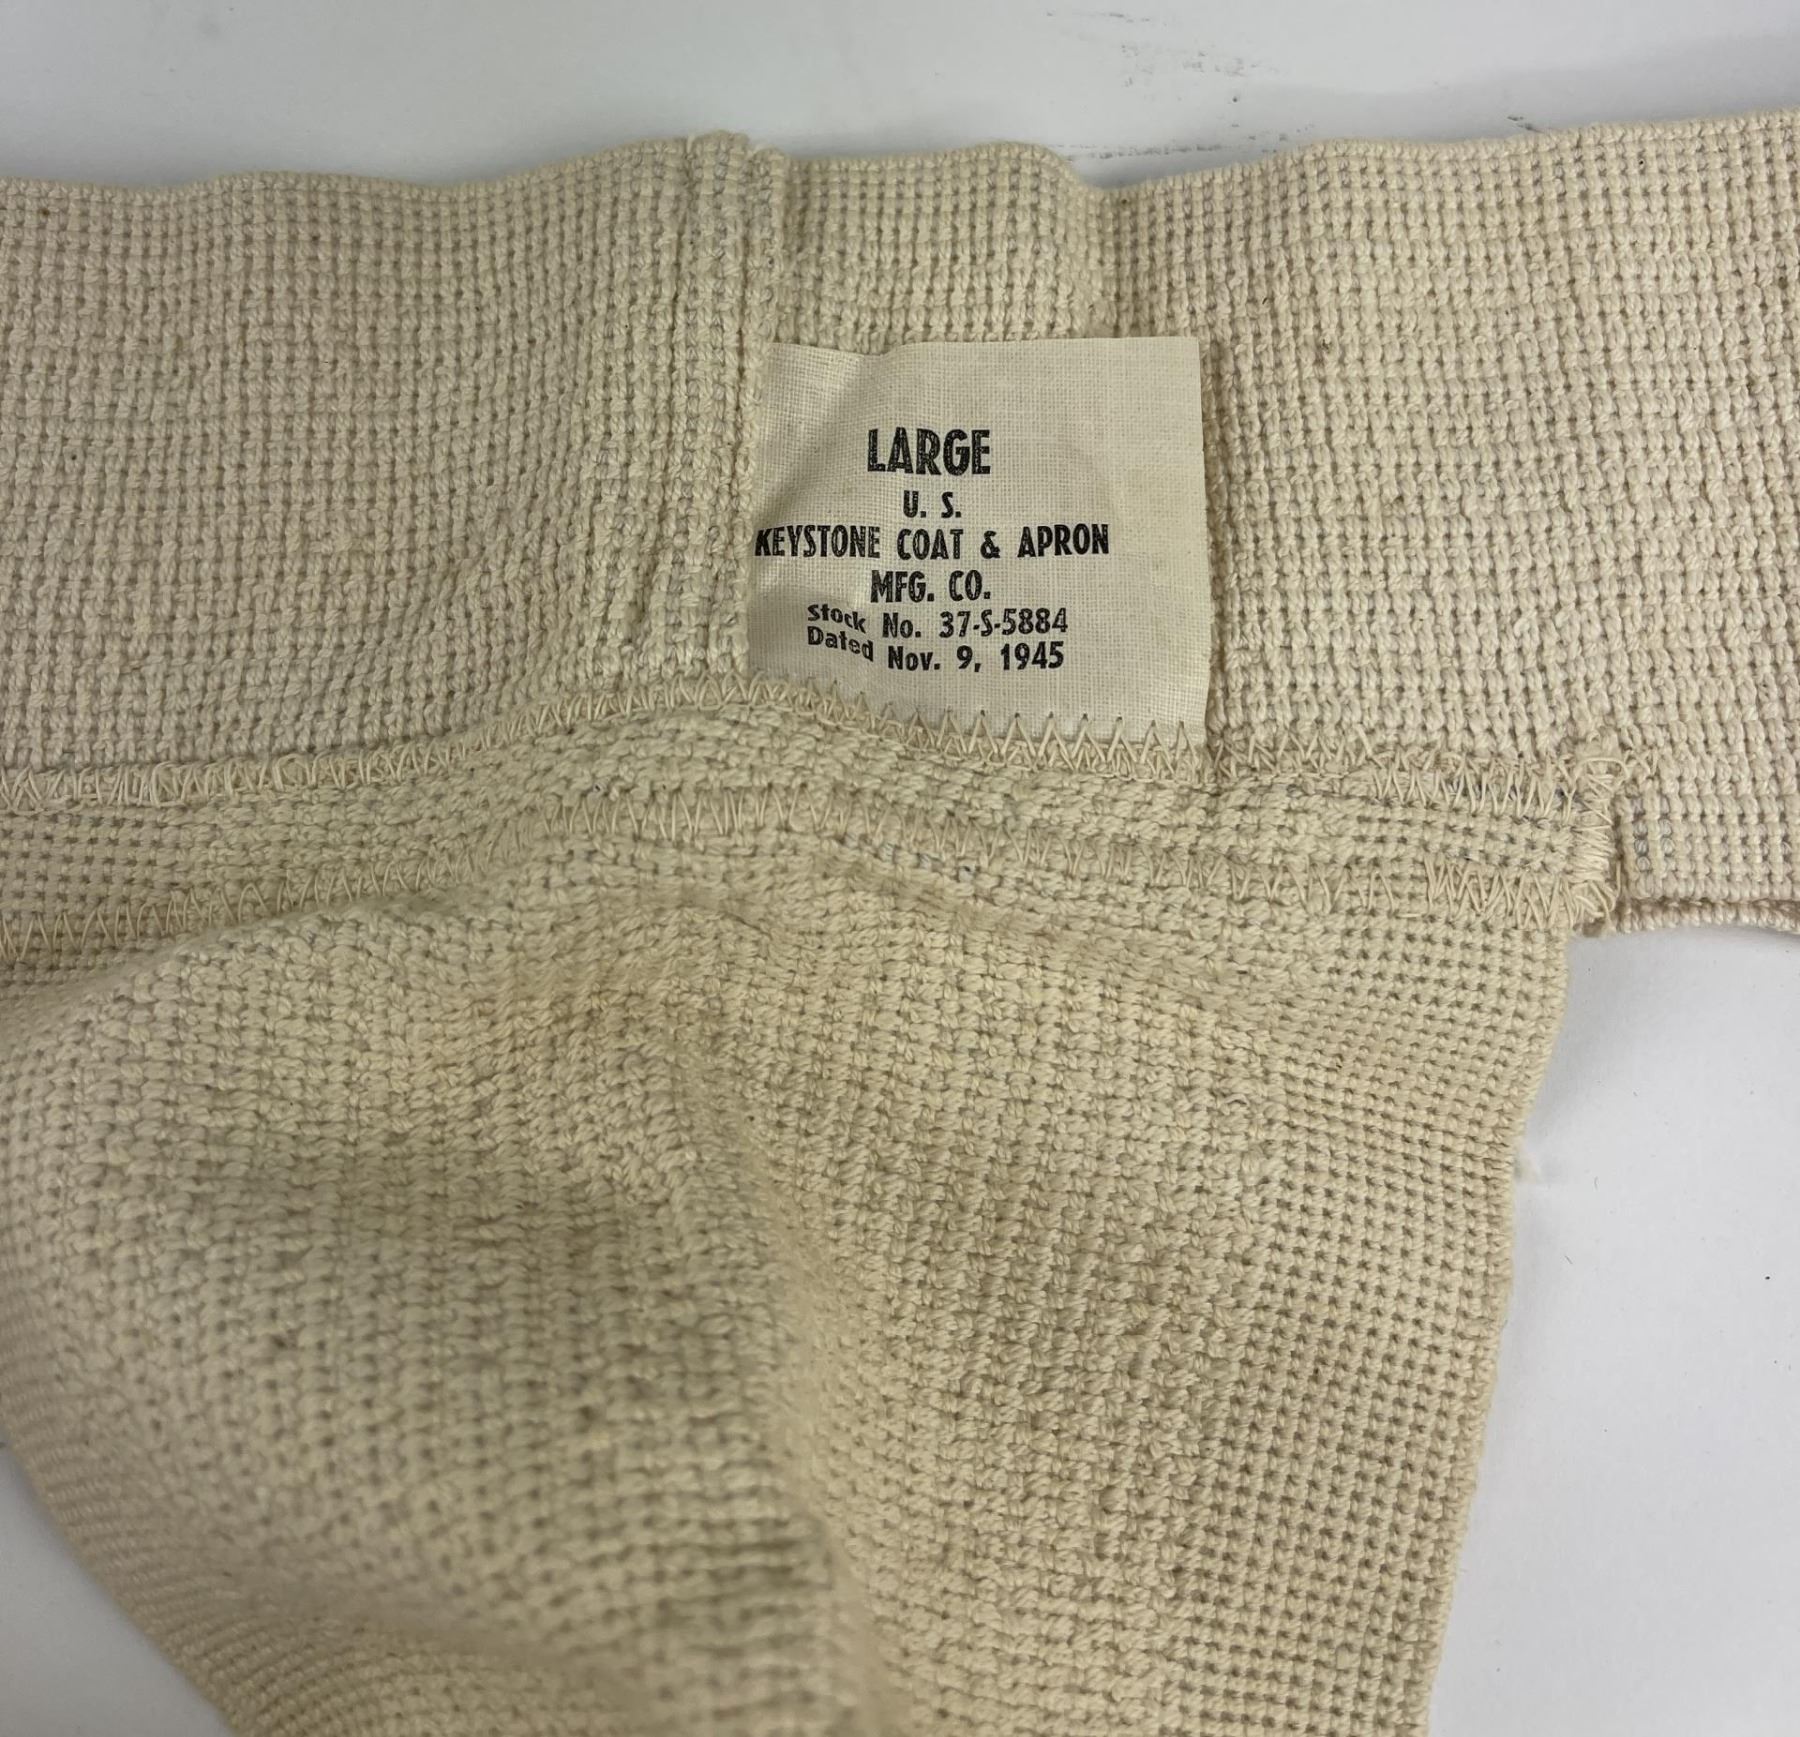 LARGE
U. S.
KEYSTONE COAT & APRON
MFG. CO.
Stock No. 37-S-5884
Dated Nov. 9, 1945